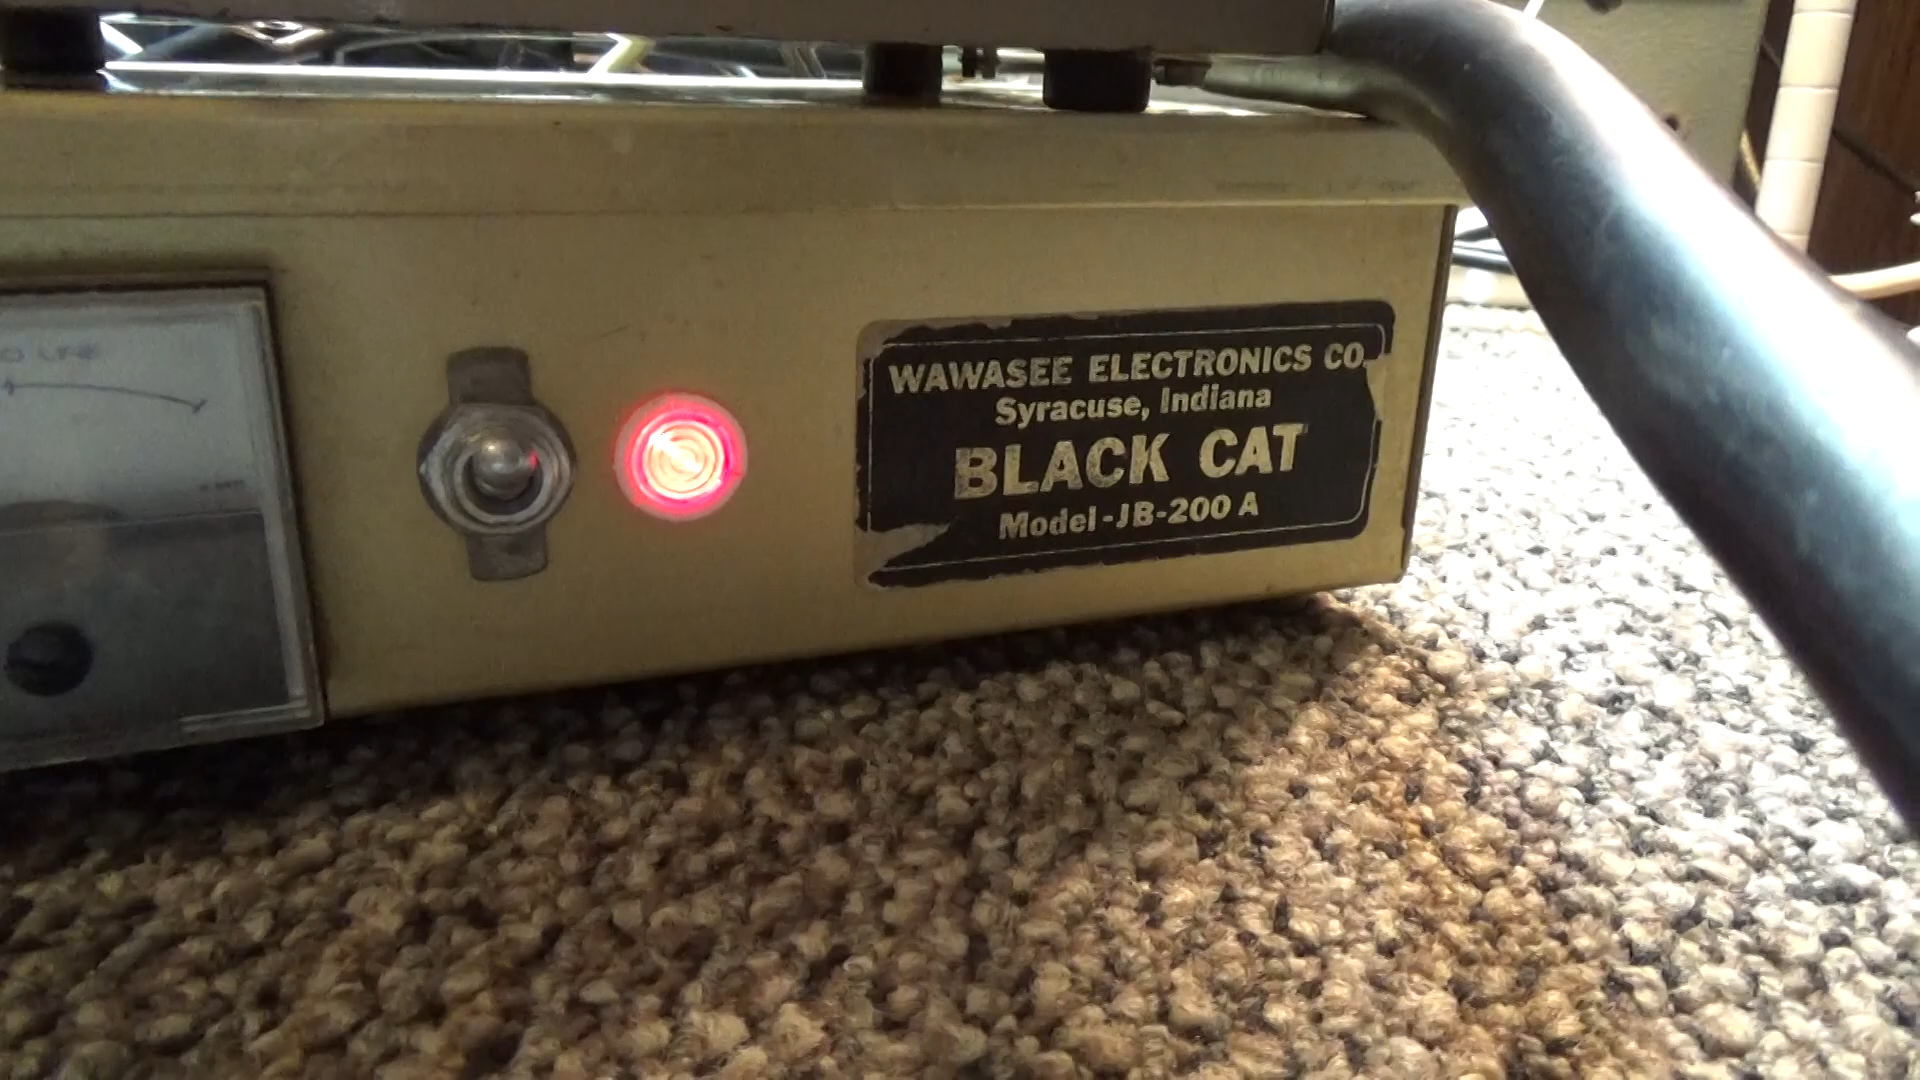 WAWASEE ELECTRONICS CO.
Syracuse, Indiana
BLACK CAT
Model-JB-200 A